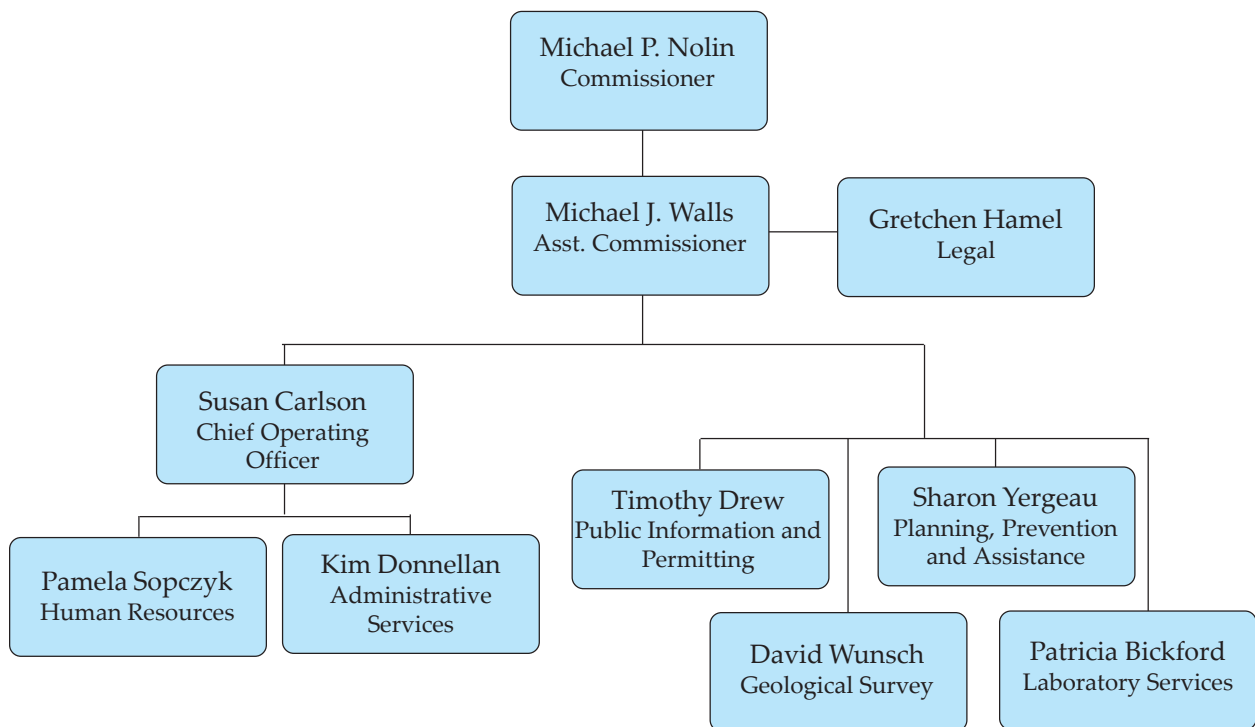 Michael P. Nolin
Commissioner
Michael J. Walls
Asst. Commissioner
Gretchen Hamel
Legal
Susan Carlson
Chief Operating
Officer
Pamela Sopczyk
Human Resources
Kim Donnellan
Administrative
Services
Timothy Drew
Public Information and
Permitting
Sharon Yergeau
Planning, Prevention
and Assistance
David Wunsch
Geological Survey
Patricia Bickford
Laboratory Services